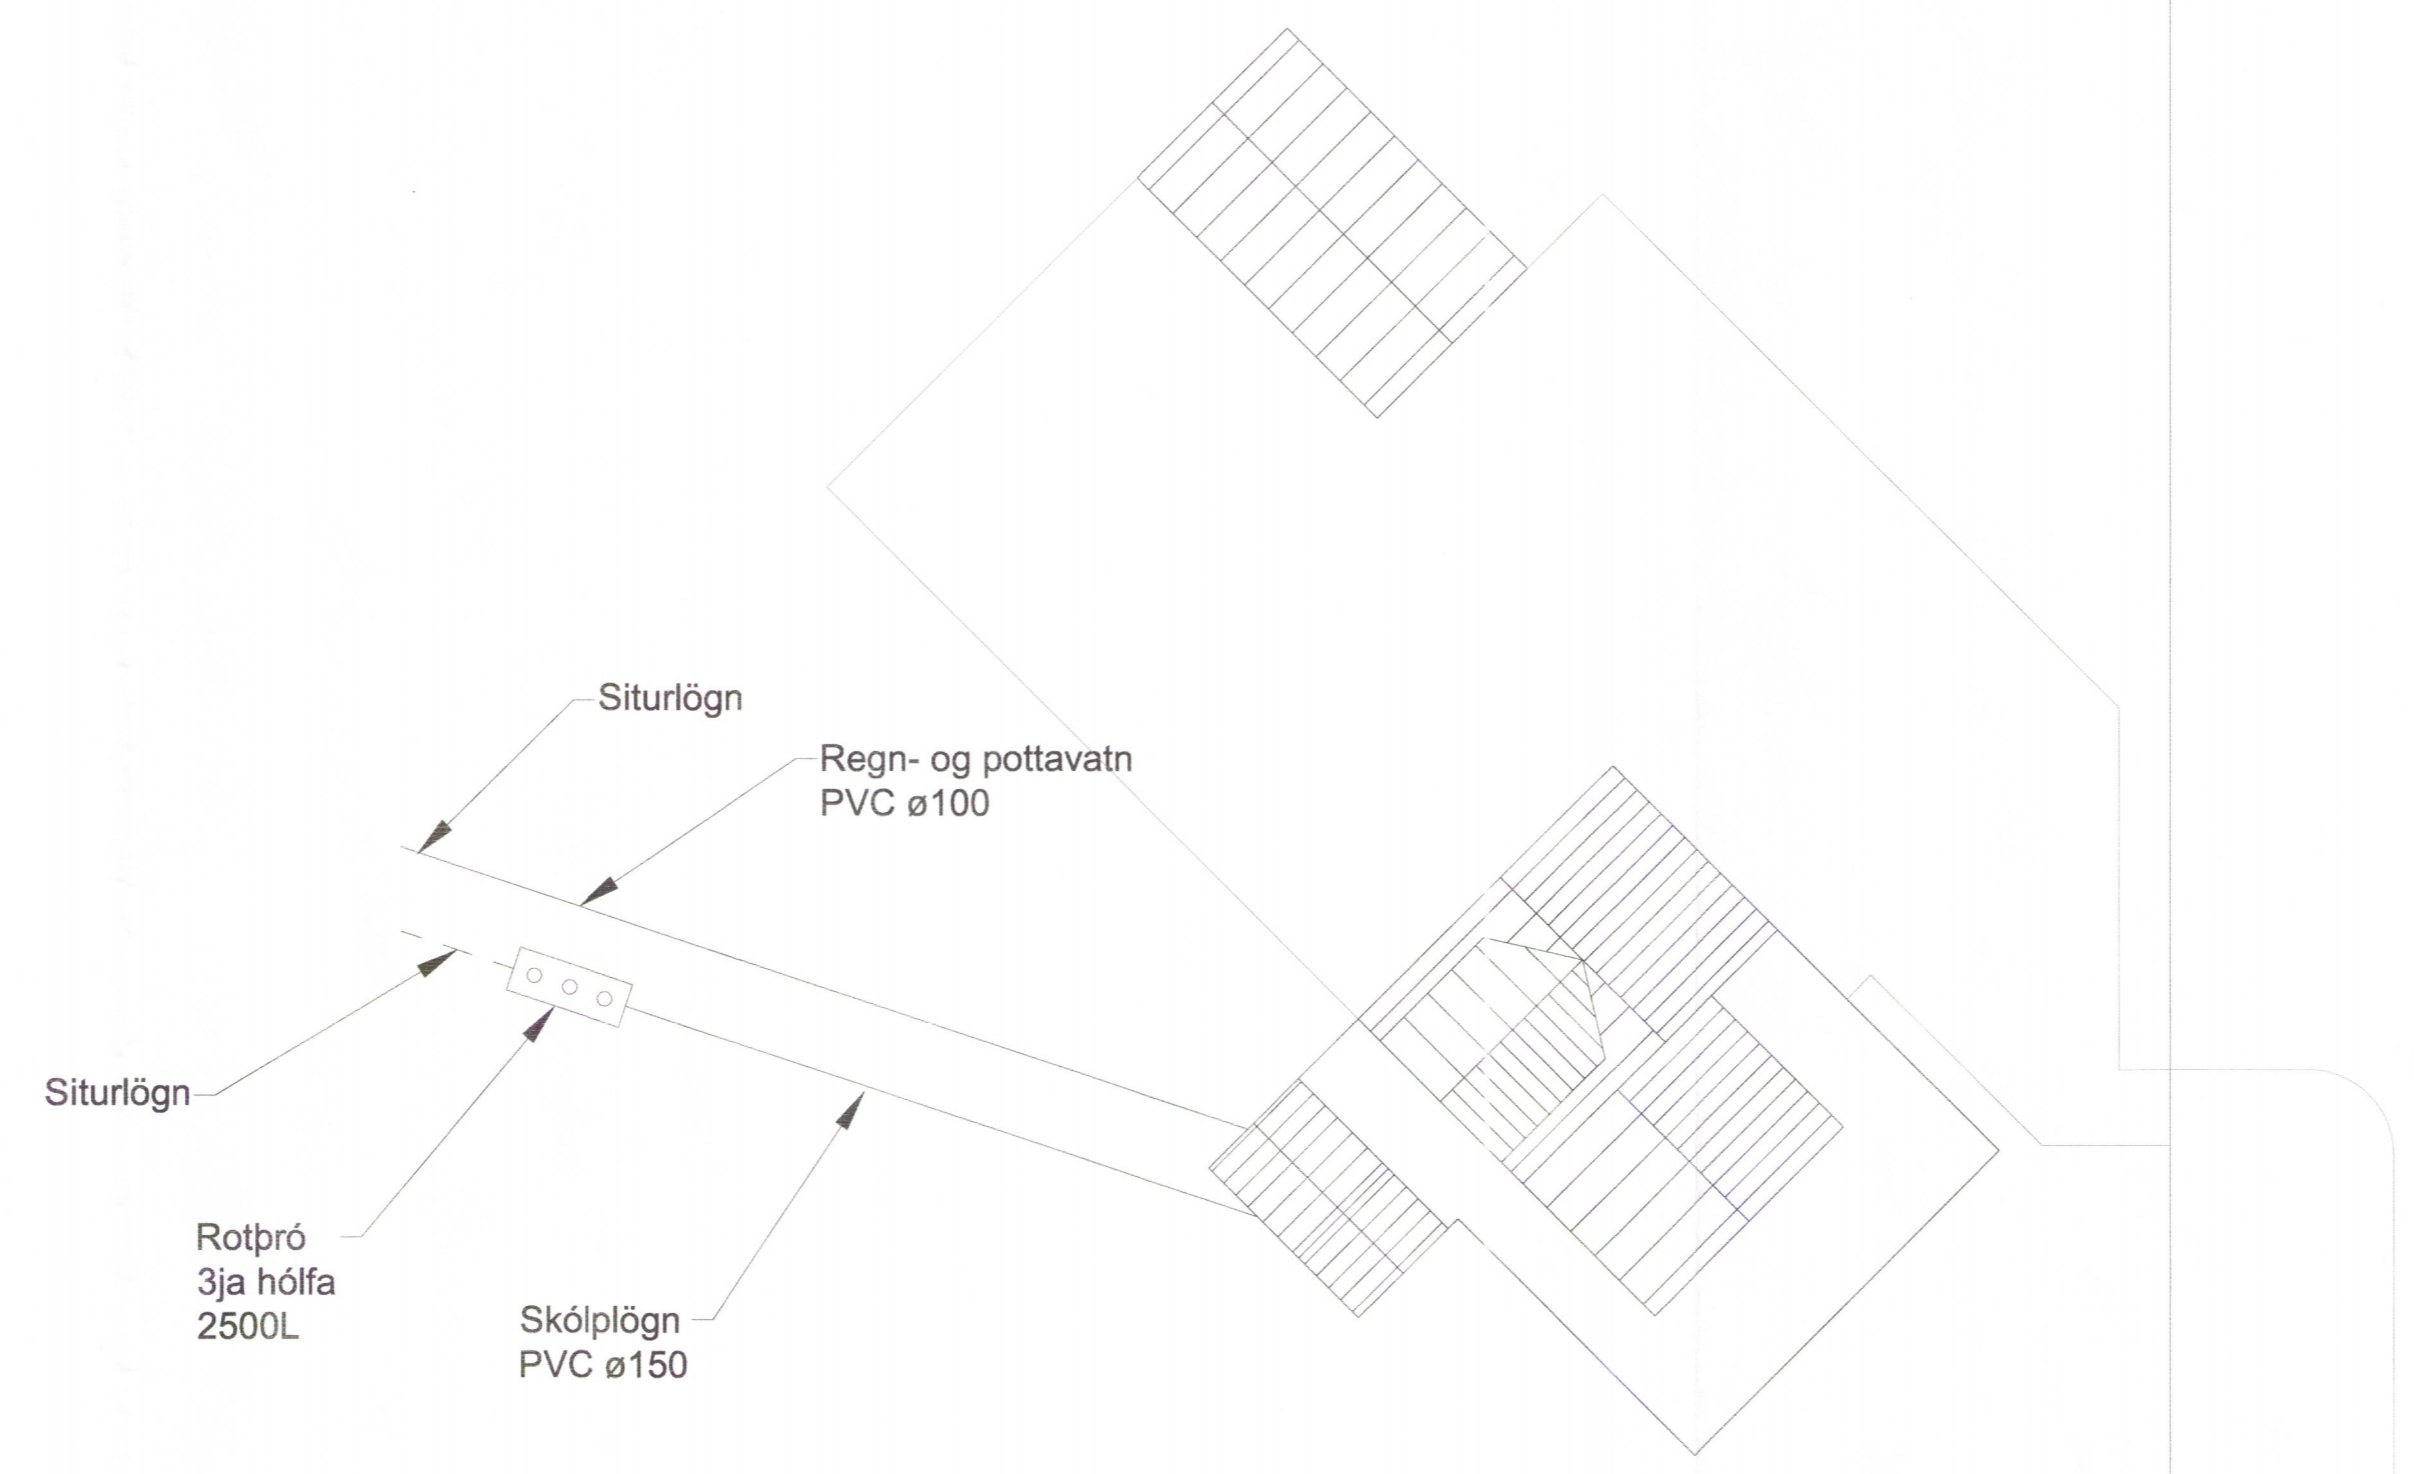 Siturlögn
Regn- og pottavatn
PVC ø100
Siturlögn
Rotþró
3ja hólfa
2500L
Skólplögn
PVC ø150